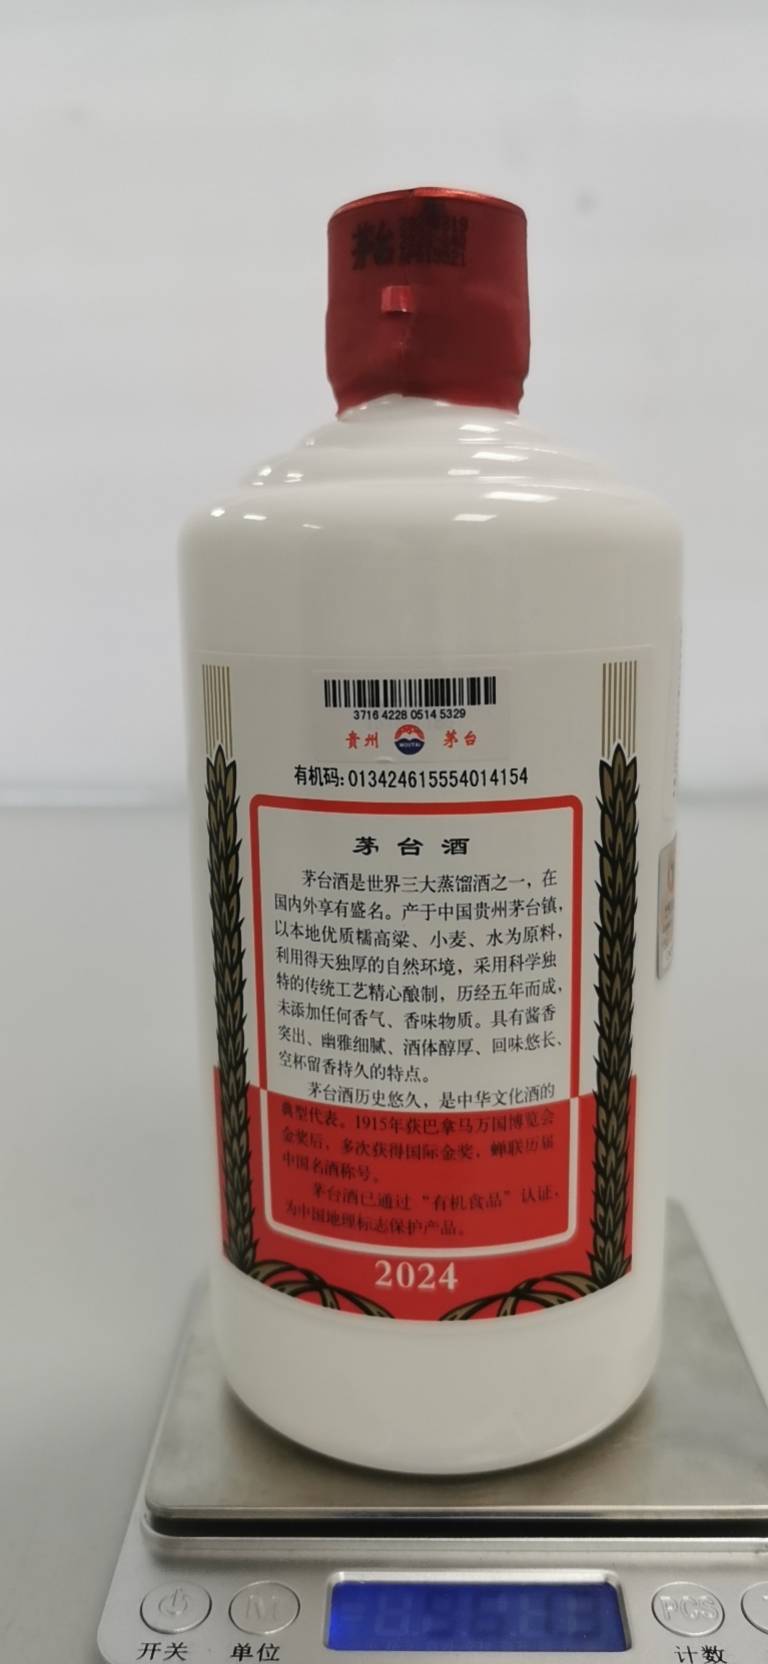 茅台
3716 4228 0514 5329
貴州 MOUTAI 茅台
有机码:013424615554014154
茅台酒
茅台酒是世界三大蒸馏酒之一，在
国内外享有盛名。产于中国贵州茅台镇，
以本地优质糯高粱、小麦、水为原料，
利用得天独厚的自然环境，采用科学独
特的传统工艺精心酿制，历经五年而成，
未添加任何香气、香味物质。具有酱香
突出、幽雅细腻、酒体醇厚、回味悠长、
空杯留香持久的特点。
茅台酒历史悠久，是中华文化酒的
典型代表。1915年获巴拿马万国博览会
金奖后，多次获得国际金奖，蝉联历届
中国名酒称号。
茅台酒已通过“有机食品”认证，
为中国地理标志保护产品。
2024
M PCS
开关 单位 计数